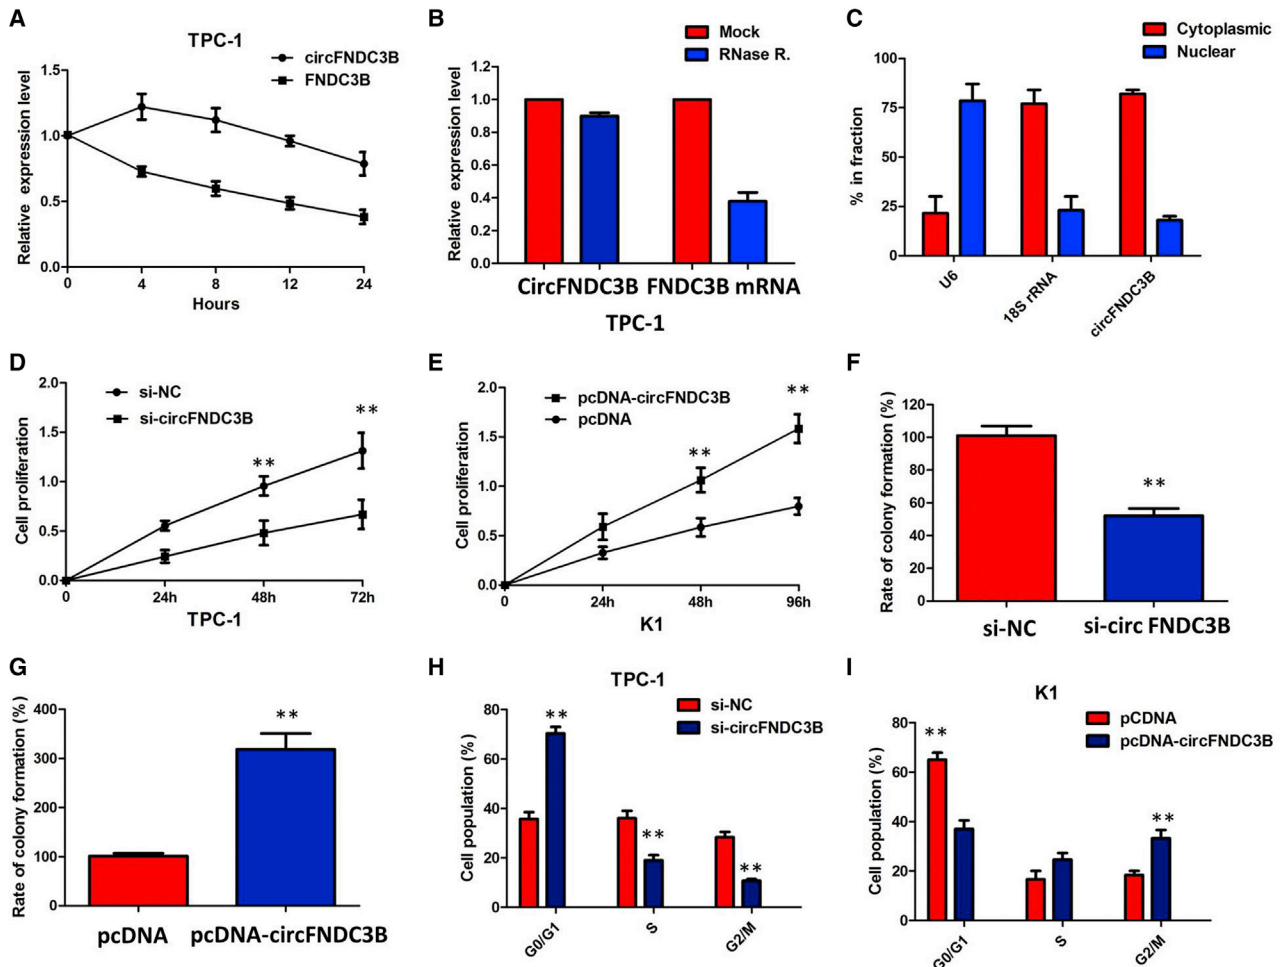 A
TPC-1
circFNDC3B
FNDC3B
Relative expression level
1.5
1.0
0.5
0.0
0 4 8 12 24
Hours
B
Mock
RNase R.
Relative expression level
1.2
1.0
0.8
0.6
0.4
0.2
0.0
CircFNDC3B FNDC3B mRNA
TPC-1
C
Cytoplasmic
Nuclear
% in fraction
100
75
50
25
0
U6
18S rRNA
circFNDC3B
D
si-NC
si-circFNDC3B
Cell proliferation
2.0
1.5
1.0
0.5
0.0
** **
0 24h 48h 72h
TPC-1
E
pcDNA-circFNDC3B
pcDNA
Cell proliferation
2.0
1.5
1.0
0.5
0.0
** **
0 24h 48h 96h
K1
F
Rate of colony formation (%)
120
100
80
60
40
20
0
**
si-NC si-circ FNDC3B
G
Rate of colony formation (%)
400
300
200
100
0
**
pcDNA pcDNA-circFNDC3B
H
TPC-1
si-NC
si-circFNDC3B
Cell population (%)
80
60
40
20
0
** ** **
G0/G1
S
G2/M
I
K1
pCDNA
pcDNA-circFNDC3B
Cell population (%)
80
60
40
20
0
** **
G0/G1
S
G2/M